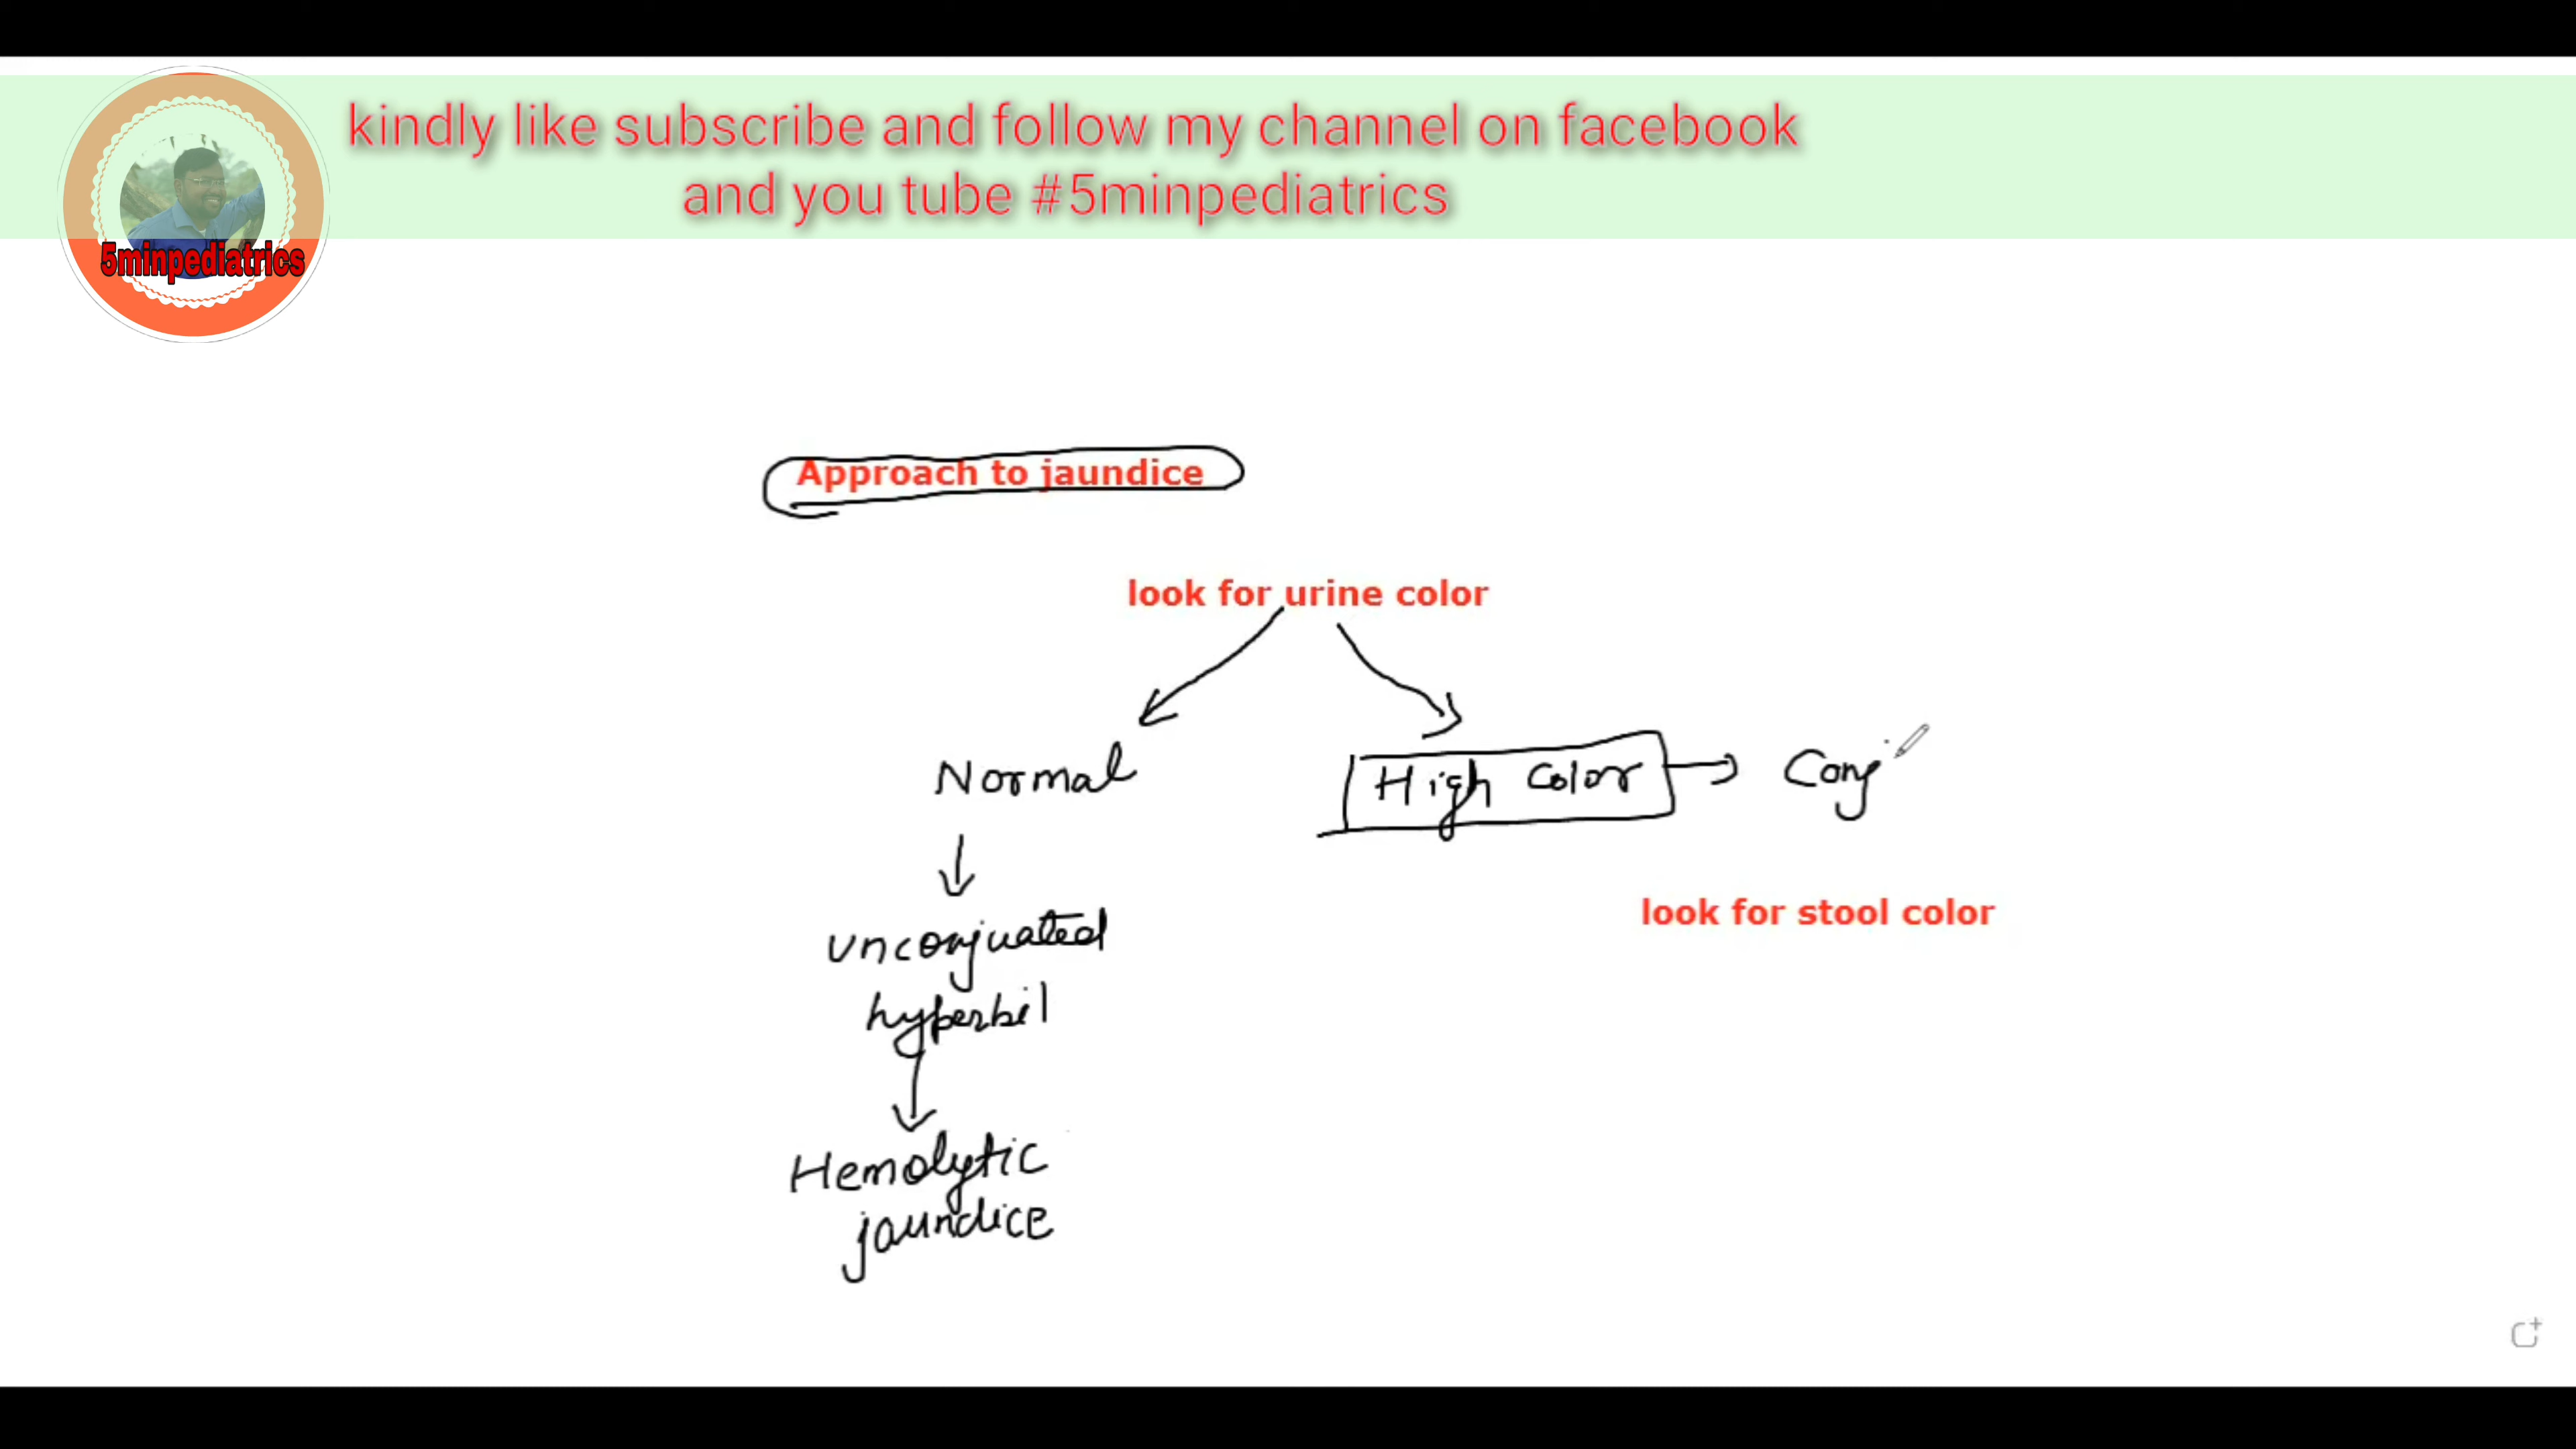 kindly like subscribe and follow my channel on facebook
and you tube #5minpediatrics
5minpediatrics
Approach to jaundice
look for urine color
Normal
High Color
Conj
look for stool color
unconjuated
hyperbil
Hemolytic
jaundice